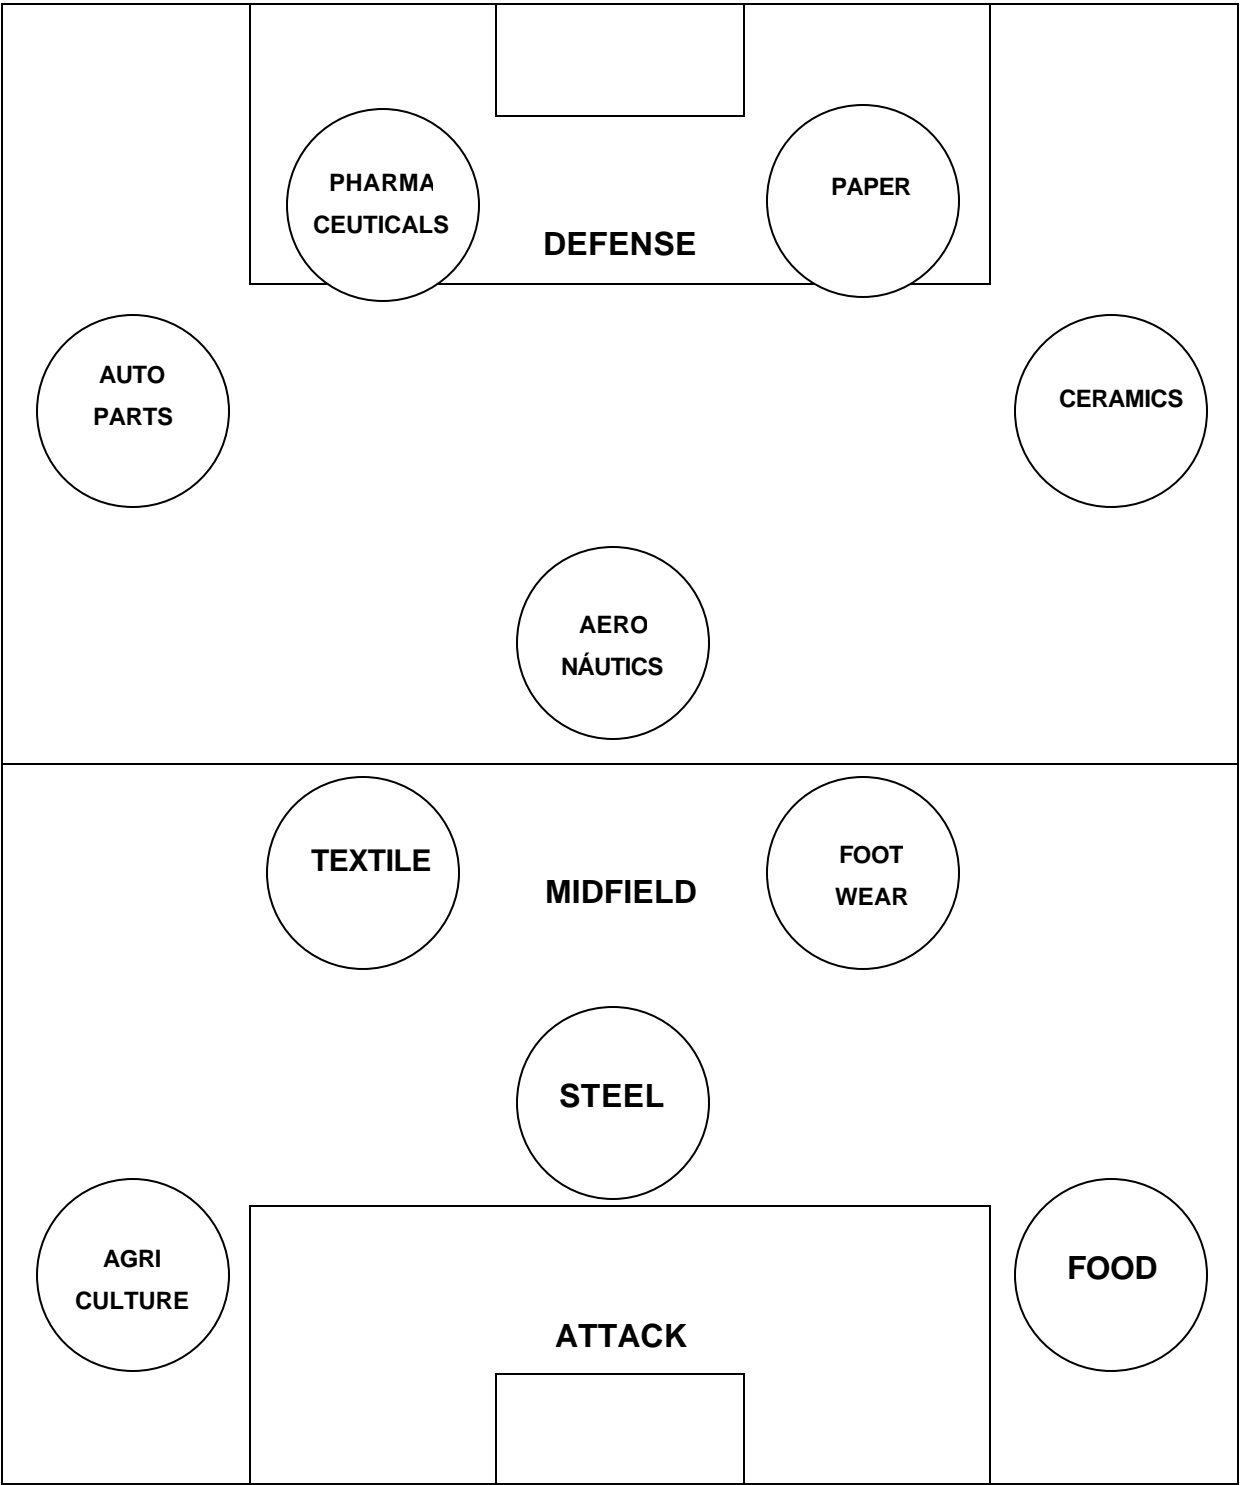 PHARMA
CEUTICALS
PAPER
DEFENSE
AUTO
PARTS
CERAMICS
AERO
NÁUTICS
TEXTILE
FOOT
WEAR
MIDFIELD
STEEL
AGRI
CULTURE
FOOD
ATTACK